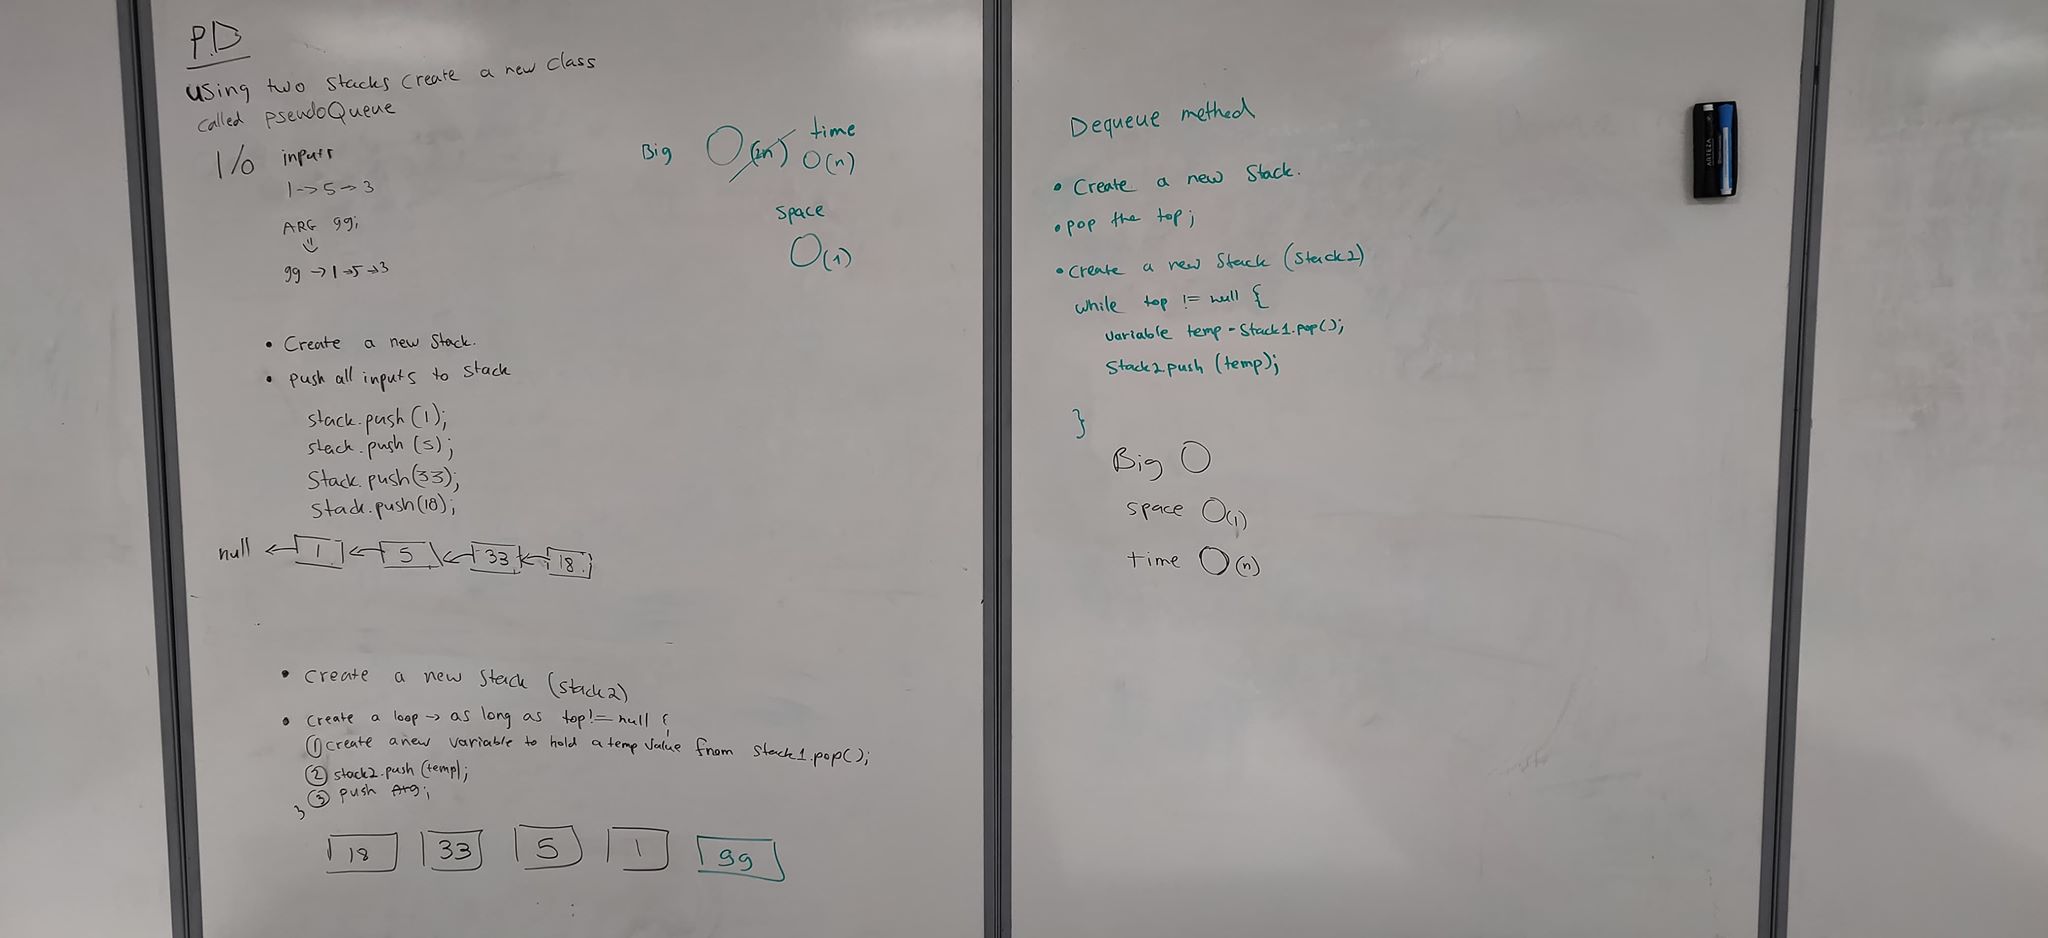 P.D
Using two stacks create a new class
called pseudoQueue
I/O inputs
1 -> 5 -> 3
ARG 99;
99 -> 1 -> 5 -> 3
Big O(2n) time
O(n)
space
O(1)
• Create a new Stack.
• push all inputs to stack
stack.push (1);
stack.push (5);
Stack.push(33);
Stack.push(18);
null <- 1 <- 5 <- 33 <- 18
• create a new stack (stack2)
• create a loop -> as long as top != null {
① create a new variable to hold a temp value from stack1.pop();
② stack2.push (temp);
③ push Arg;
}
18 33 5 1 99
Dequeue method
• Create a new Stack.
• pop the top;
• Create a new Stack (Stack2)
while top != null {
variable temp = Stack1.pop();
Stack2.push (temp);
}
Big O
space O(1)
time O(n)
ARTEZA